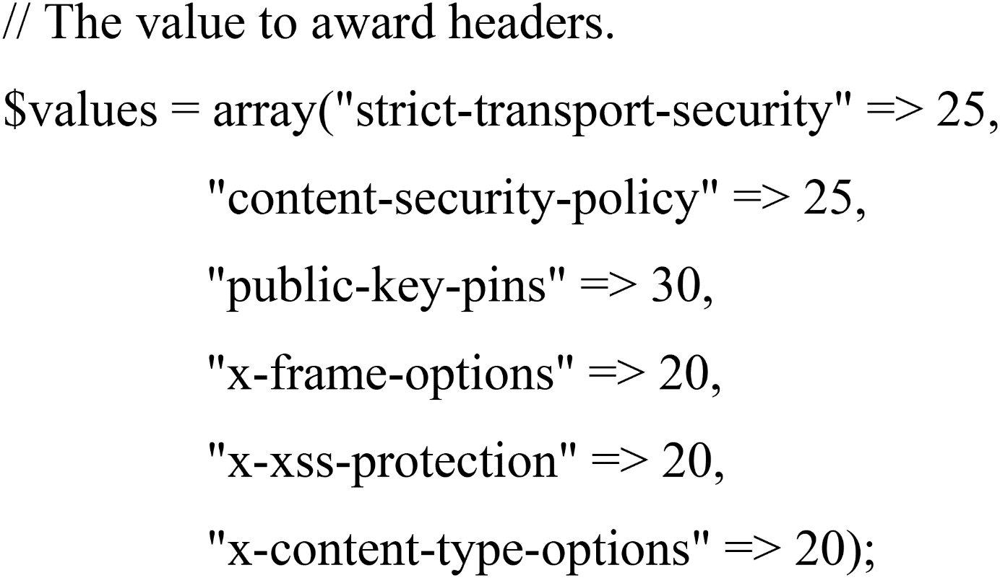 // The value to award headers.
$values = array("strict-transport-security" => 25,
"content-security-policy" => 25,
"public-key-pins" => 30,
"x-frame-options" => 20,
"x-xss-protection" => 20,
"x-content-type-options" => 20);